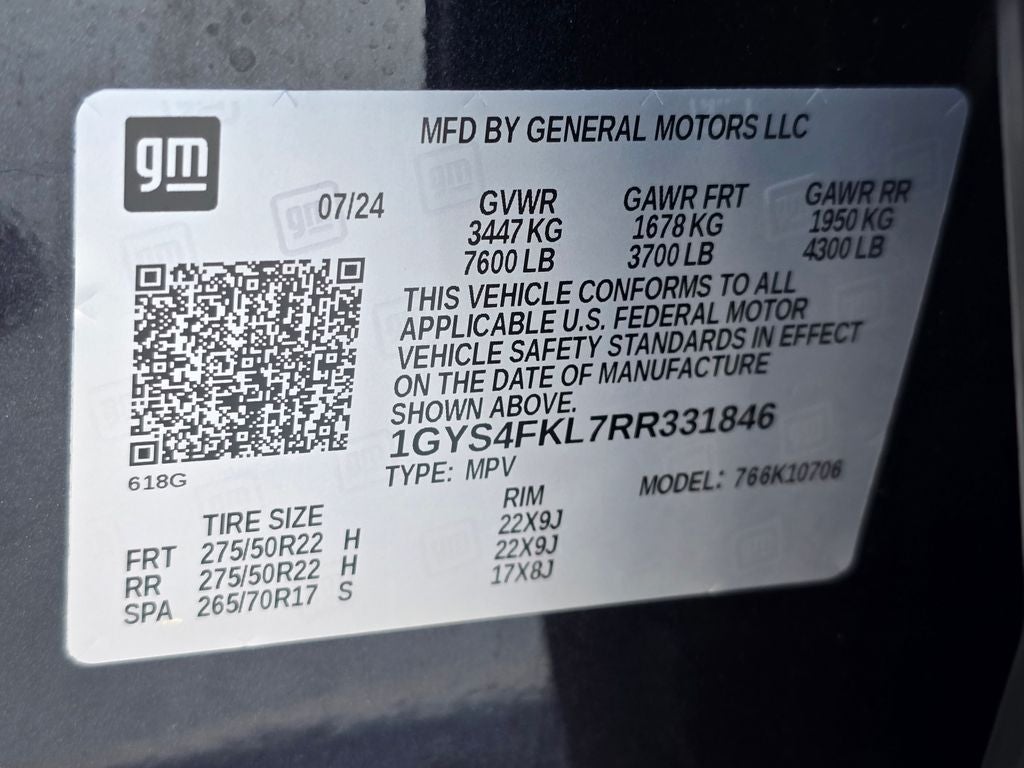 gm
MFD BY GENERAL MOTORS LLC
07/24
GVWR GAWR FRT GAWR RR
3447 KG 1678 KG 1950 KG
7600 LB 3700 LB 4300 LB
THIS VEHICLE CONFORMS TO ALL
APPLICABLE U.S. FEDERAL MOTOR
VEHICLE SAFETY STANDARDS IN EFFECT
ON THE DATE OF MANUFACTURE
SHOWN ABOVE.
1GYS4FKL7RR331846
TYPE: MPV MODEL: 766K10706
618G
TIRE SIZE RIM
FRT 275/50R22 H 22X9J
RR 275/50R22 H 22X9J
SPA 265/70R17 S 17X8J